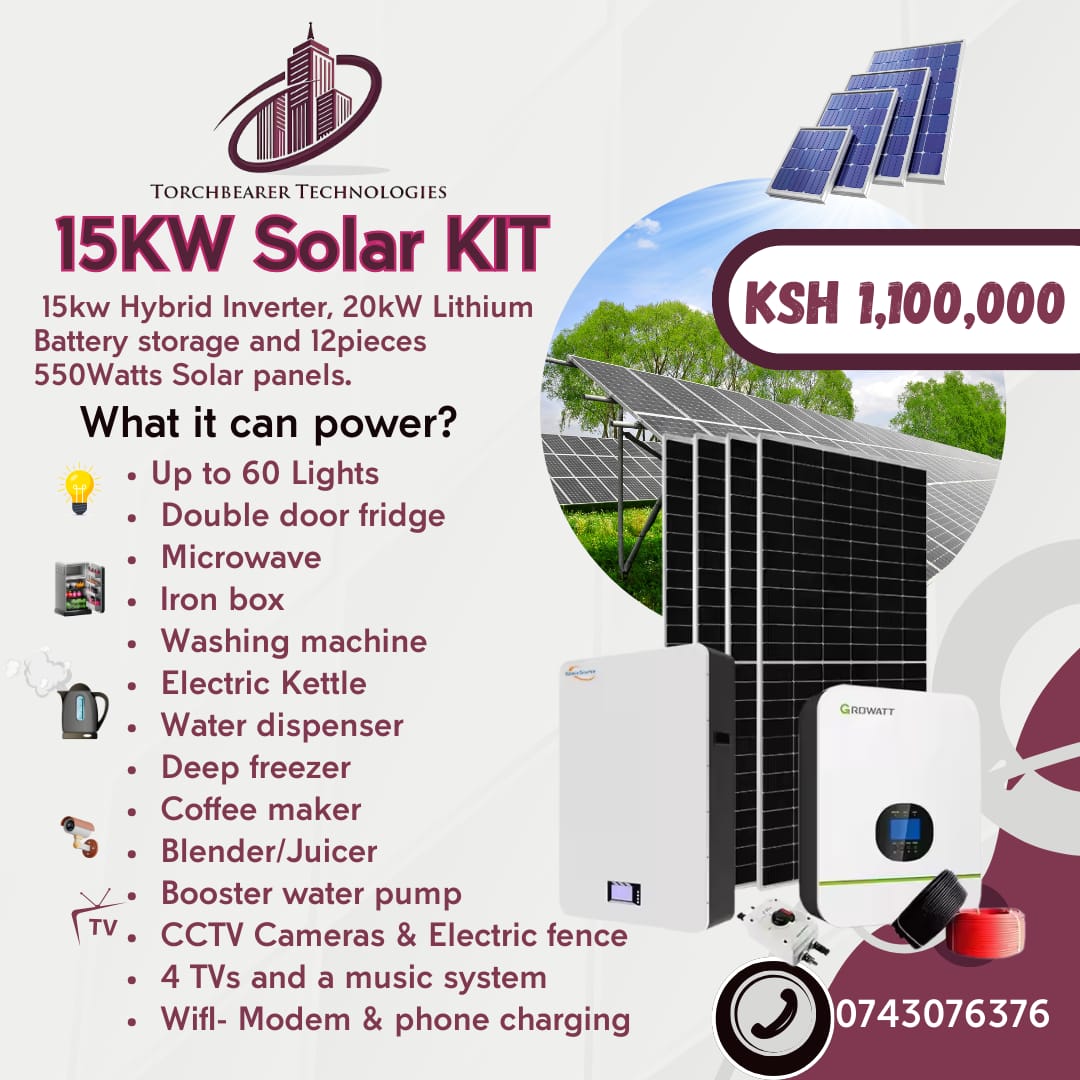 TORCHBEARER TECHNOLOGIES
15KW Solar KIT
15kw Hybrid Inverter, 20kW Lithium
Battery storage and 12pieces
550Watts Solar panels.
KSH 1,100,000
What it can power?
• Up to 60 Lights
• Double door fridge
• Microwave
• Iron box
• Washing machine
• Electric Kettle
• Water dispenser
• Deep freezer
• Coffee maker
• Blender/Juicer
• Booster water pump
• CCTV Cameras & Electric fence
• 4 TVs and a music system
• Wifl- Modem & phone charging
TV
GROWATT
0743076376